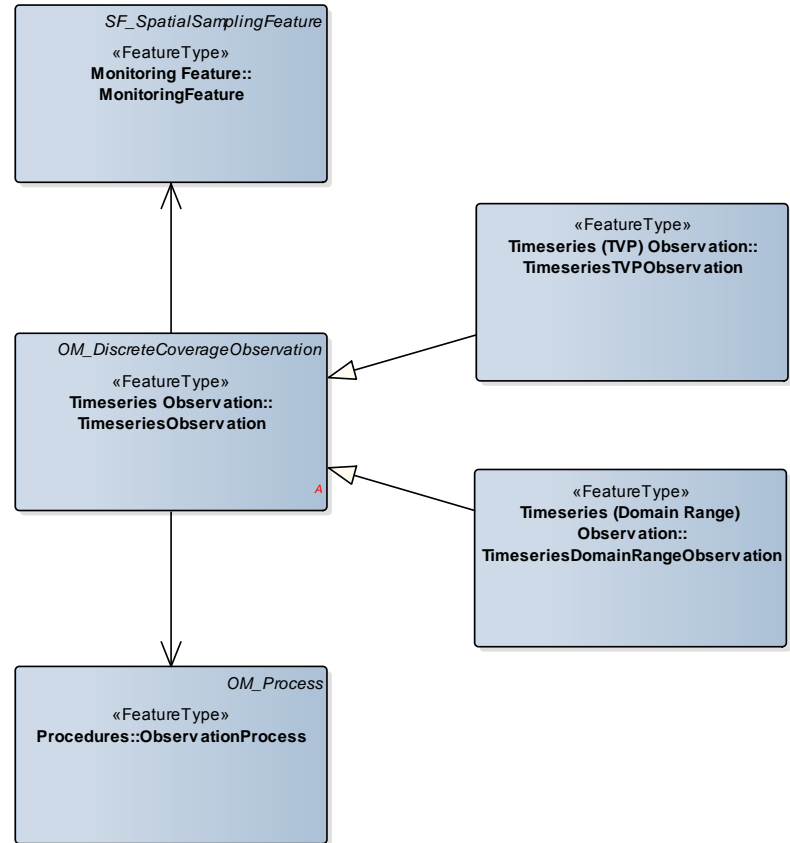 SF_SpatialSamplingFeature
«FeatureType»
Monitoring Feature::
MonitoringFeature
«FeatureType»
Timeseries (TVP) Observation::
TimeseriesTVPObservation
OM_DiscreteCoverageObservation
«FeatureType»
Timeseries Observation::
TimeseriesObservation
A
«FeatureType»
Timeseries (Domain Range)
Observation::
TimeseriesDomainRangeObservation
OM_Process
«FeatureType»
Procedures::ObservationProcess